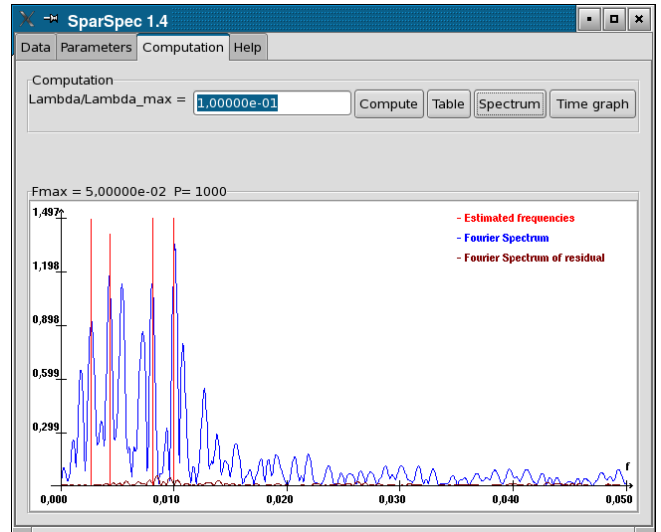 SparSpec 1.4
Data Parameters Computation Help
Computation
Lambda/Lambda_max = 1,00000e-01 Compute Table Spectrum Time graph
Fmax = 5,00000e-02 P= 1000
1,497
- Estimated frequencies
- Fourier Spectrum
- Fourier Spectrum of residual
1,198
0,898
0,599
0,299
f
0,000 0,010 0,020 0,030 0,040 0,050